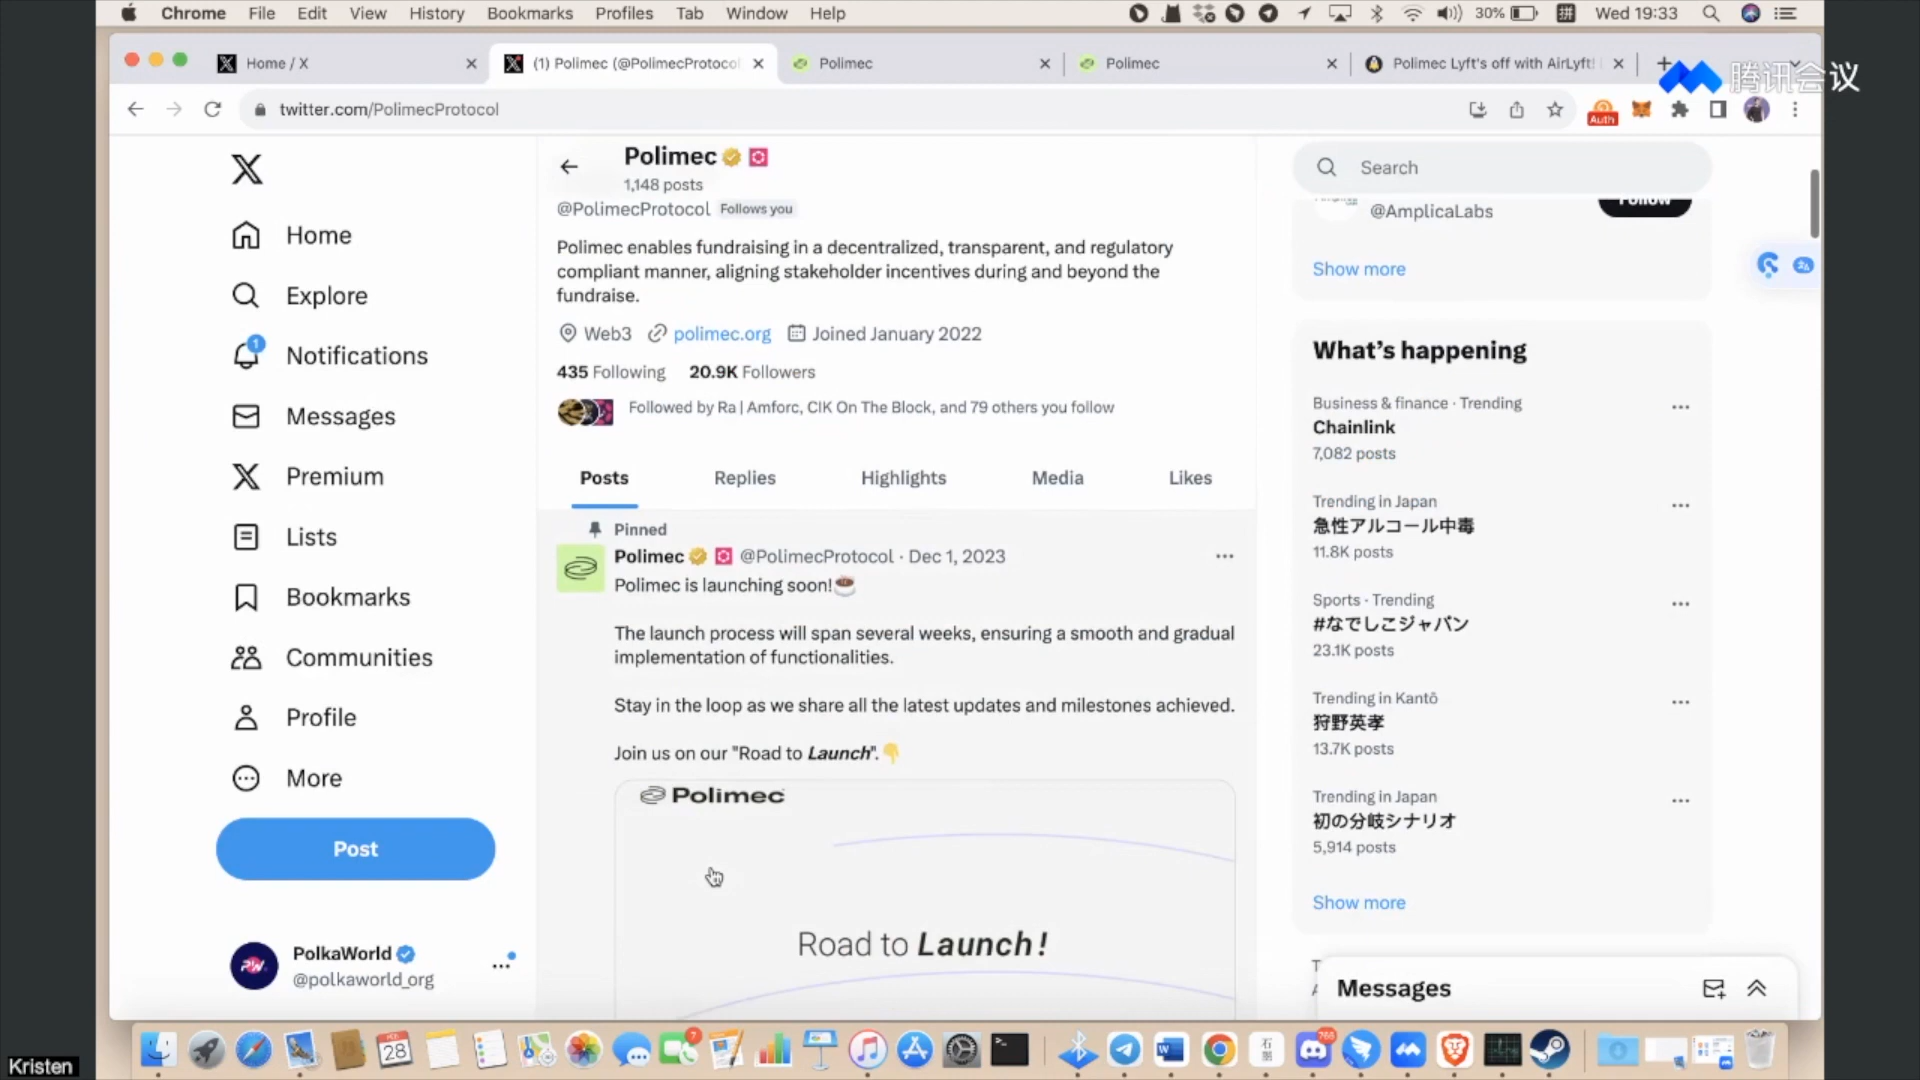 Chrome File Edit View History Bookmarks Profiles Tab Window Help
30% Wed 19:33
Home / X
(1) Polimec (@PolimecProtoco
Polimec
Polimec
Polimec Lyft's off with AirLyft!
腾讯会议
twitter.com/PolimecProtocol
Auth
Home
Explore
1
Notifications
Messages
Premium
Lists
Bookmarks
Communities
Profile
More
Post
PolkaWorld
@polkaworld_org
Polimec
1,148 posts
@PolimecProtocol Follows you
Polimec enables fundraising in a decentralized, transparent, and regulatory
compliant manner, aligning stakeholder incentives during and beyond the
fundraise.
Web3 polimec.org Joined January 2022
435 Following 20.9K Followers
Followed by Ra | Amforc, CIK On The Block, and 79 others you follow
Posts Replies Highlights Media Likes
Pinned
Polimec @PolimecProtocol · Dec 1, 2023
Polimec is launching soon!
The launch process will span several weeks, ensuring a smooth and gradual
implementation of functionalities.
Stay in the loop as we share all the latest updates and milestones achieved.
Join us on our "Road to Launch".
Polimec
Road to Launch!
Search
@AmplicaLabs
Follow
Show more
What's happening
Business & finance · Trending
Chainlink
7,082 posts
Trending in Japan
急性アルコール中毒
11.8K posts
Sports · Trending
#なでしこジャパン
23.1K posts
Trending in Kantō
狩野英孝
13.7K posts
Trending in Japan
初の分岐シナリオ
5,914 posts
Show more
Messages
28
7
Kristen